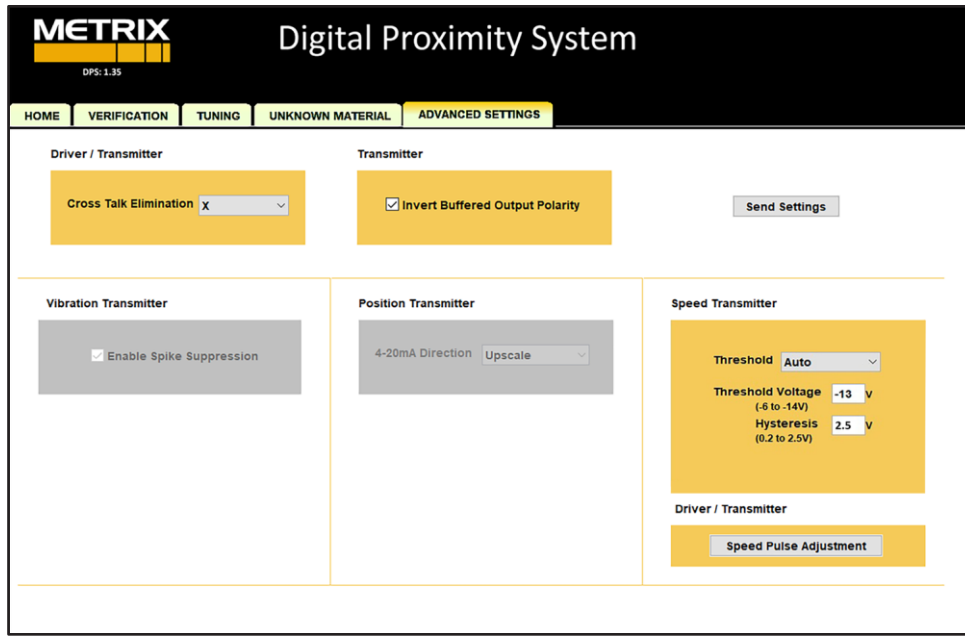 METRIX
DPS: 1.35
Digital Proximity System
HOME VERIFICATION TUNING UNKNOWN MATERIAL ADVANCED SETTINGS
Driver / Transmitter
Cross Talk Elimination X
Transmitter
Invert Buffered Output Polarity
Send Settings
Vibration Transmitter
Enable Spike Suppression
Position Transmitter
4-20mA Direction Upscale
Speed Transmitter
Threshold Auto
Threshold Voltage -13 V
(-6 to -14V)
Hysteresis 2.5 V
(0.2 to 2.5V)
Driver / Transmitter
Speed Pulse Adjustment